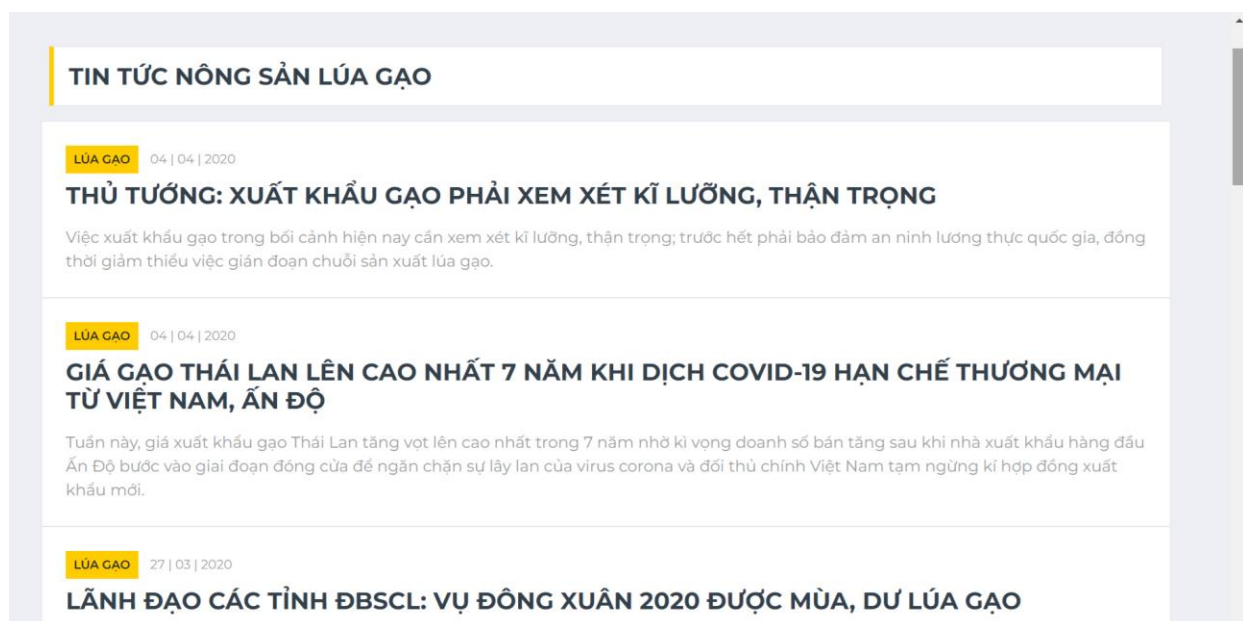 TIN TỨC NÔNG SẢN LÚA GẠO
LÚA GẠO 04 | 04 | 2020
THỦ TƯỚNG: XUẤT KHẨU GẠO PHẢI XEM XÉT KĨ LƯỠNG, THẬN TRỌNG
Việc xuất khẩu gạo trong bối cảnh hiện nay cần xem xét kĩ lưỡng, thận trọng; trước hết phải bảo đảm an ninh lương thực quốc gia, đồng
thời giảm thiểu việc gián đoạn chuỗi sản xuất lúa gạo.
LÚA GẠO 04 | 04 | 2020
GIÁ GẠO THÁI LAN LÊN CAO NHẤT 7 NĂM KHI DỊCH COVID-19 HẠN CHẾ THƯƠNG MẠI
TỪ VIỆT NAM, ẤN ĐỘ
Tuần này, giá xuất khẩu gạo Thái Lan tăng vọt lên cao nhất trong 7 năm nhờ kì vọng doanh số bán tăng sau khi nhà xuất khẩu hàng đầu
Ấn Độ bước vào giai đoạn đóng cửa để ngăn chặn sự lây lan của virus corona và đối thủ chính Việt Nam tạm ngừng kí hợp đồng xuất
khẩu mới.
LÚA GẠO 27 | 03 | 2020
LÃNH ĐẠO CÁC TỈNH ĐBSCL: VỤ ĐÔNG XUÂN 2020 ĐƯỢC MÙA, DƯ LÚA GẠO